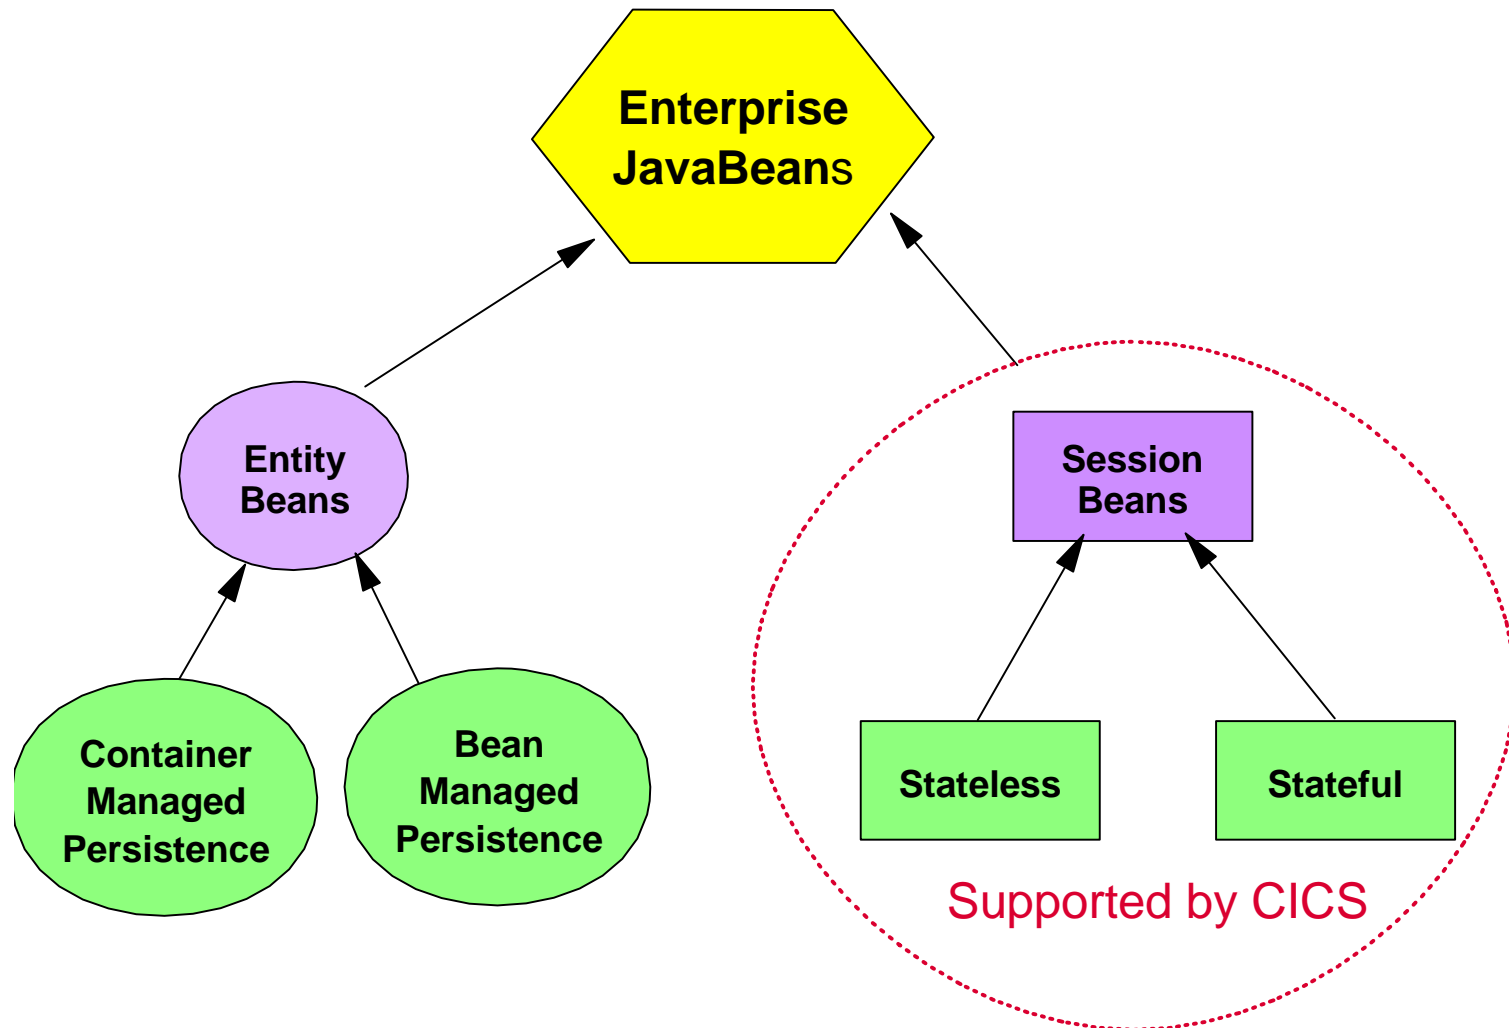 Enterprise
JavaBeans
Entity
Beans
Session
Beans
Container
Managed
Persistence
Bean
Managed
Persistence
Stateless
Stateful
Supported by CICS